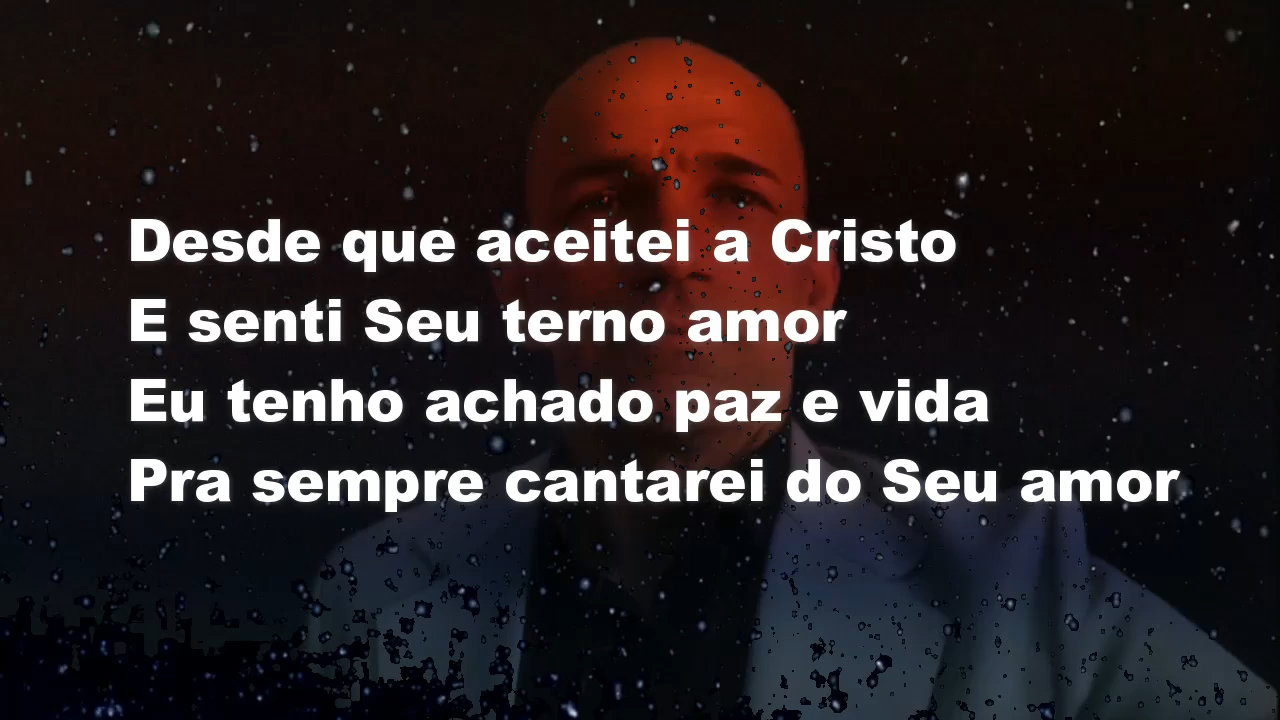 Desde que aceitei a Cristo
E senti Seu terno amor
Eu tenho achado paz e vida
Pra sempre cantarei do Seu amor